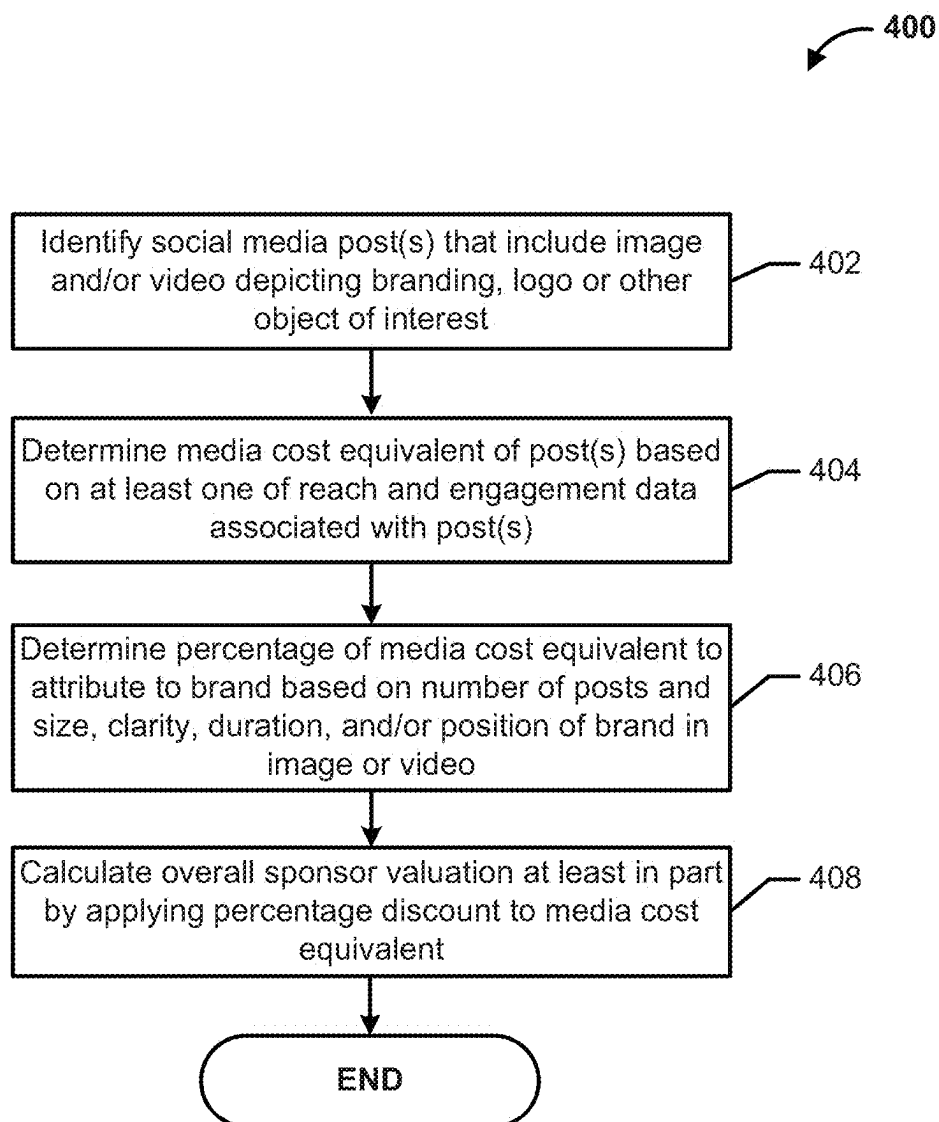 400
Identify social media post(s) that include image
and/or video depicting branding, logo or other
object of interest
402
Determine media cost equivalent of post(s) based
on at least one of reach and engagement data
associated with post(s)
404
Determine percentage of media cost equivalent to
attribute to brand based on number of posts and
size, clarity, duration, and/or position of brand in
image or video
406
Calculate overall sponsor valuation at least in part
by applying percentage discount to media cost
equivalent
408
END